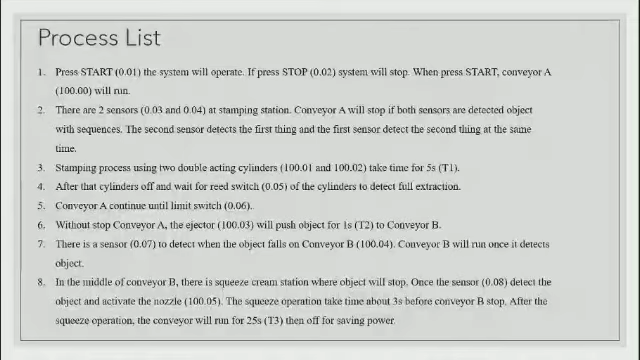 Process List
1. Press START (0.01) the system will operate. If press STOP (0.02) system will stop. When press START, conveyor A
(100.00) will run.
2. There are 2 sensors (0.03 and 0.04) at stamping station. Conveyor A will stop if both sensors are detected object
with sequences. The second sensor detects the first thing and the first sensor detect the second thing at the same
time.
3. Stamping process using two double acting cylinders (100.01 and 100.02) take time for 5s (T1).
4. After that cylinders off and wait for reed switch (0.05) of the cylinders to detect full extraction.
5. Conveyor A continue until limit switch (0.06).
6. Without stop Conveyor A, the ejector (100.03) will push object for 1s (T2) to Conveyor B.
7. There is a sensor (0.07) to detect when the object falls on Conveyor B (100.04). Conveyor B will run once it detects
object.
8. In the middle of conveyor B, there is squeeze cream station where object will stop. Once the sensor (0.08) detect the
object and activate the nozzle (100.05). The squeeze operation take time about 3s before conveyor B stop. After the
squeeze operation, the conveyor will run for 25s (T3) then off for saving power.